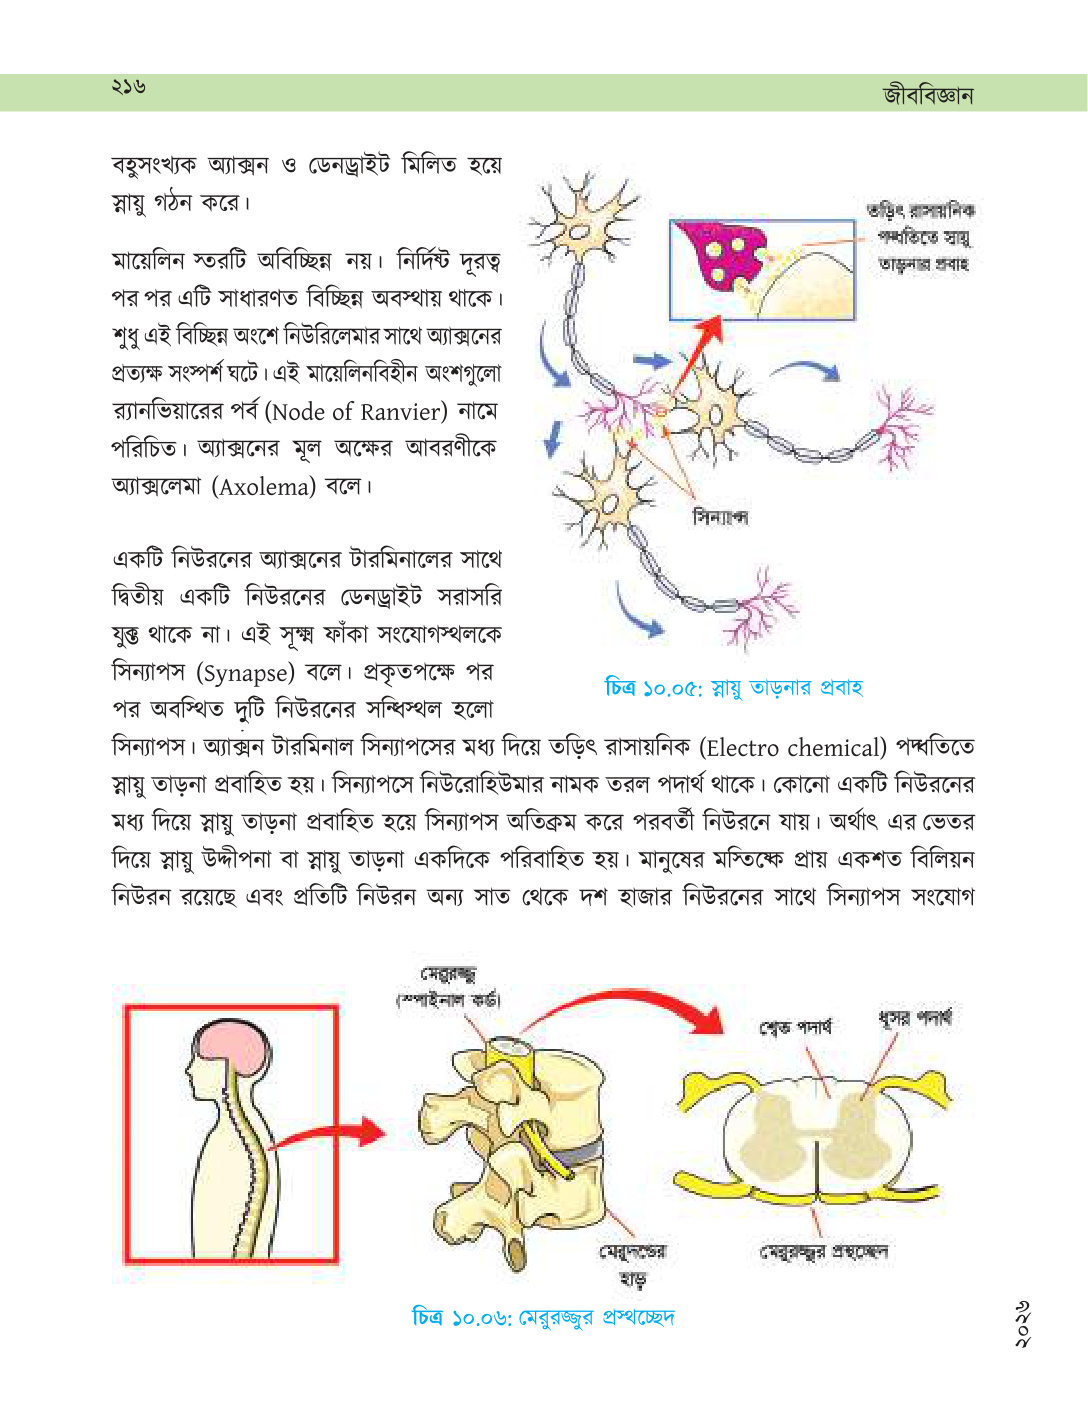 ২১৬
জীববিজ্ঞান
বহুসংখ্যক অ্যাক্সন ও ডেনড্রাইট মিলিত হয়ে
স্নায়ু গঠন করে।
মায়েলিন স্তরটি অবিচ্ছিন্ন নয়। নির্দিষ্ট দূরত্ব
পর পর এটি সাধারণত বিচ্ছিন্ন অবস্থায় থাকে।
শুধু এই বিচ্ছিন্ন অংশে নিউরিলেমার সাথে অ্যাক্সনের
প্রত্যক্ষ সংস্পর্শ ঘটে। এই মায়েলিনবিহীন অংশগুলো
র‍্যানভিয়ারের পর্ব (Node of Ranvier) নামে
পরিচিত। অ্যাক্সনের মূল অক্ষের আবরণীকে
অ্যাক্সলেমা (Axolema) বলে।
একটি নিউরনের অ্যাক্সনের টারমিনালের সাথে
দ্বিতীয় একটি নিউরনের ডেনড্রাইট সরাসরি
যুক্ত থাকে না। এই সূক্ষ্ম ফাঁকা সংযোগস্থলকে
সিন্যাপস (Synapse) বলে। প্রকৃতপক্ষে পর
পর অবস্থিত দুটি নিউরনের সন্ধিস্থল হলো
তড়িৎ রাসায়নিক
পদ্ধতিতে স্নায়ু
তাড়নার প্রবাহ
সিন্যাপ্স
চিত্র ১০.০৫: স্নায়ু তাড়নার প্রবাহ
সিন্যাপস। অ্যাক্সন টারমিনাল সিন্যাপসের মধ্য দিয়ে তড়িৎ রাসায়নিক (Electro chemical) পদ্ধতিতে
স্নায়ু তাড়না প্রবাহিত হয়। সিন্যাপসে নিউরোহিউমার নামক তরল পদার্থ থাকে। কোনো একটি নিউরনের
মধ্য দিয়ে স্নায়ু তাড়না প্রবাহিত হয়ে সিন্যাপস অতিক্রম করে পরবর্তী নিউরনে যায়। অর্থাৎ এর ভেতর
দিয়ে স্নায়ু উদ্দীপনা বা স্নায়ু তাড়না একদিকে পরিবাহিত হয়। মানুষের মস্তিষ্কে প্রায় একশত বিলিয়ন
নিউরন রয়েছে এবং প্রতিটি নিউরন অন্য সাত থেকে দশ হাজার নিউরনের সাথে সিন্যাপস সংযোগ
মেরুরজ্জু
(স্পাইনাল কর্ড)
শ্বেত পদার্থ
ধূসর পদার্থ
মেরুদন্ডের
হাড়
মেরুরজ্জুর প্রস্থচ্ছেদ
চিত্র ১০.০৬: মেরুরজ্জুর প্রস্থচ্ছেদ
২০২৬